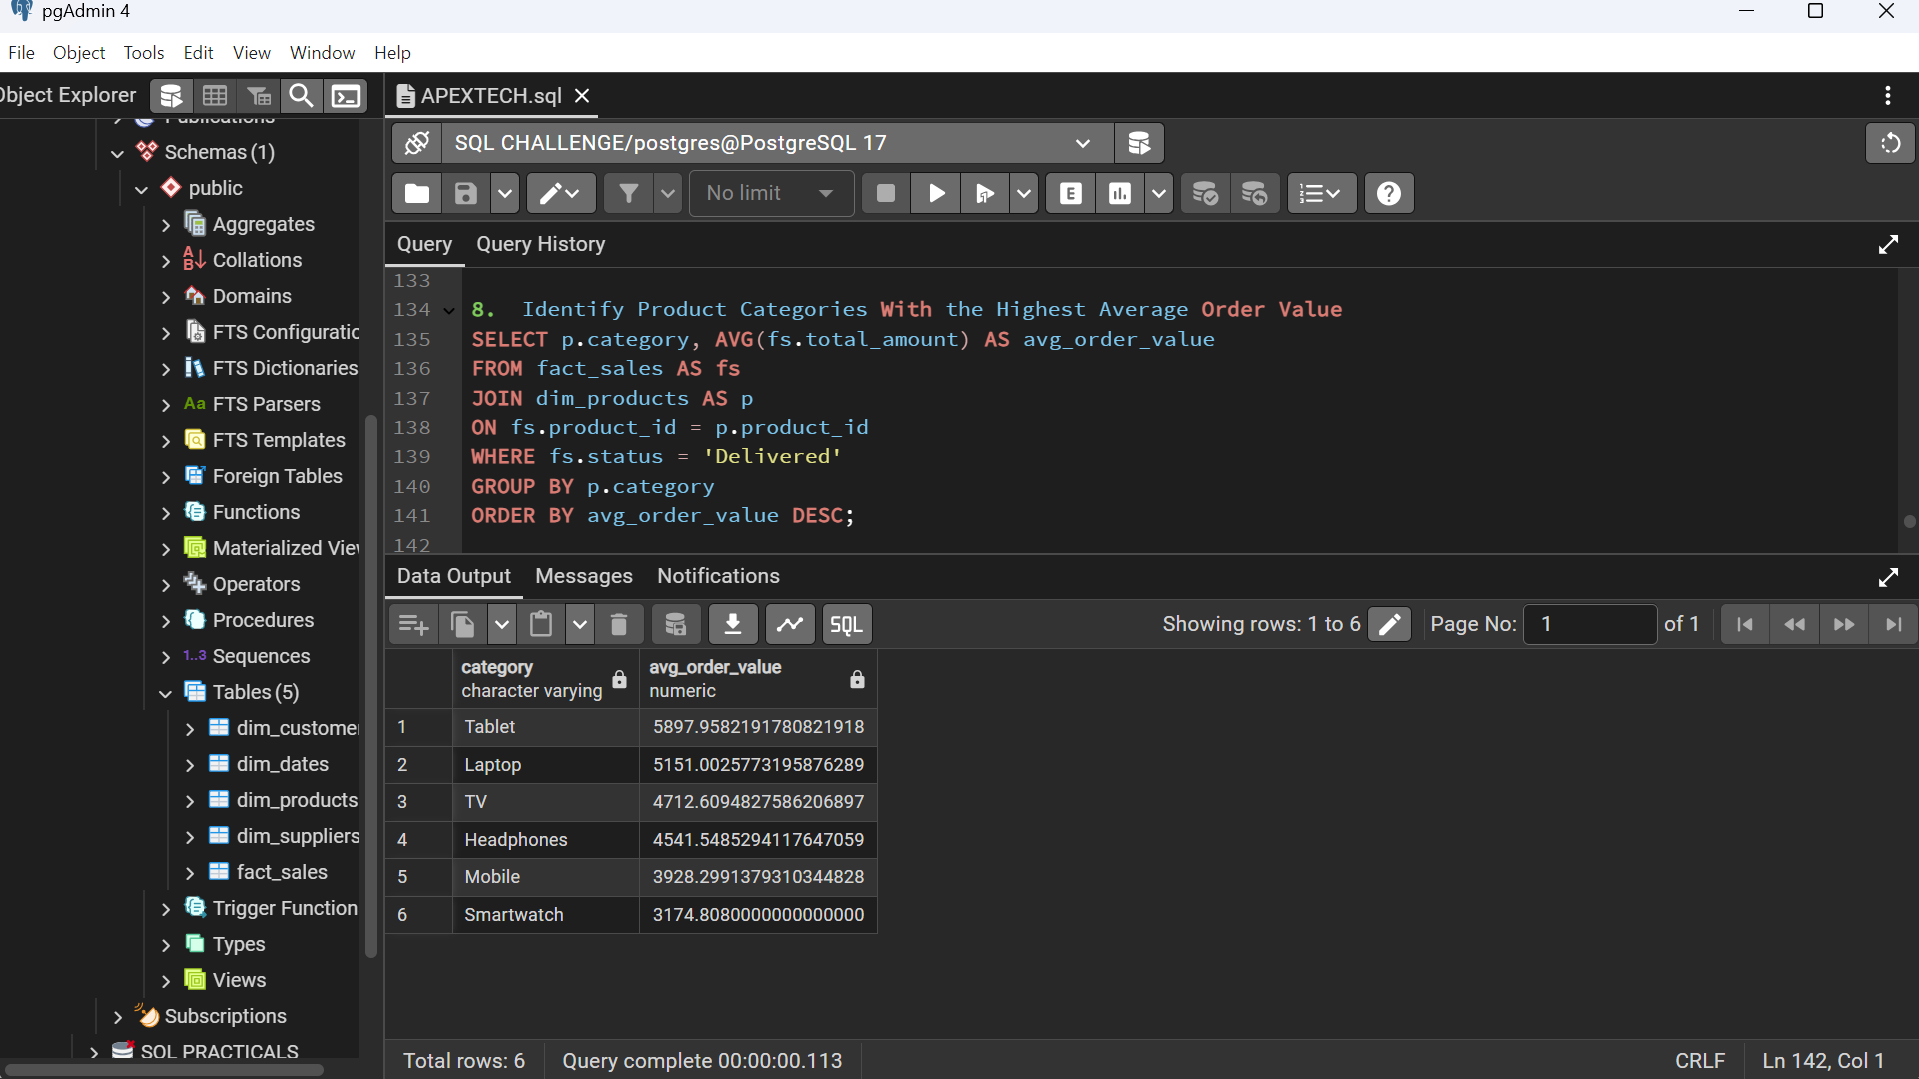 pgAdmin 4
File Object Tools Edit View Window Help
Object Explorer
APEXTECH.sql
Publications
Schemas (1)
public
Aggregates
Collations
Domains
FTS Configuratic
FTS Dictionaries
Aa FTS Parsers
FTS Templates
Foreign Tables
Functions
Materialized Vie
Operators
Procedures
1..3 Sequences
Tables (5)
dim_custome
dim_dates
dim_products
dim_suppliers
fact_sales
Trigger Function
Types
Views
Subscriptions
SQL PRACTICALS
SQL CHALLENGE/postgres@PostgreSQL 17
No limit
E
Query Query History
133
134 8. Identify Product Categories With the Highest Average Order Value
135 SELECT p.category, AVG(fs.total_amount) AS avg_order_value
136 FROM fact_sales AS fs
137 JOIN dim_products AS p
138 ON fs.product_id = p.product_id
139 WHERE fs.status = 'Delivered'
140 GROUP BY p.category
141 ORDER BY avg_order_value DESC;
142
Data Output Messages Notifications
SQL Showing rows: 1 to 6 Page No: 1 of 1
category avg_order_value
character varying numeric
1 Tablet 5897.9582191780821918
2 Laptop 5151.0025773195876289
3 TV 4712.6094827586206897
4 Headphones 4541.5485294117647059
5 Mobile 3928.2991379310344828
6 Smartwatch 3174.8080000000000000
Total rows: 6 Query complete 00:00:00.113 CRLF Ln 142, Col 1